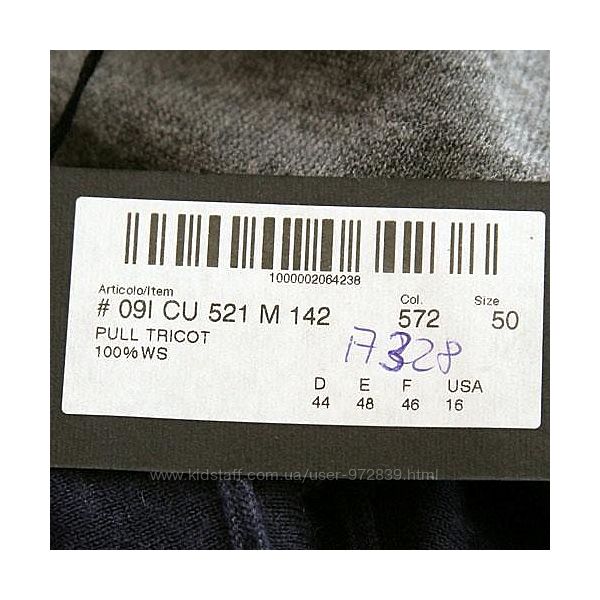 1000002064238
Articolo/Item Col. Size
# 09I CU 521 M 142 572 50
PULL TRICOT
100%WS
17328
D E F USA
44 48 46 16
www.kidstaff.com.ua/user-972839.html